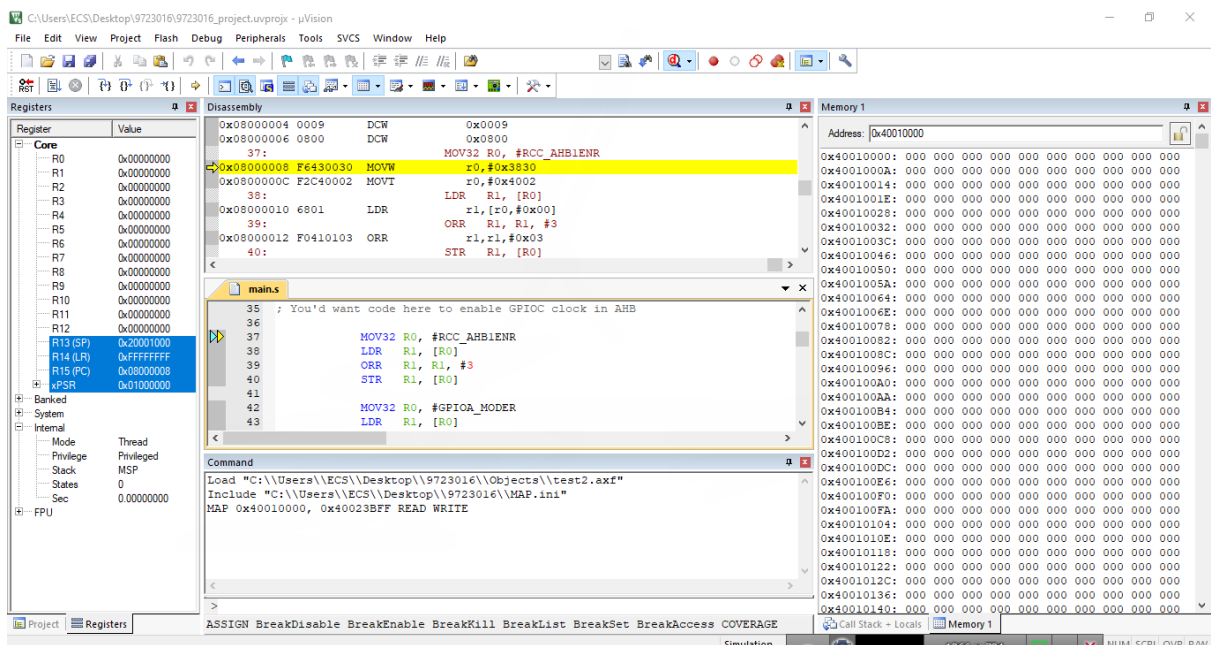 C:\Users\ECS\Desktop\9723016\9723016_project.uvprojx - µVision
File Edit View Project Flash Debug Peripherals Tools SVCS Window Help
Registers
Register Value
Core
R0 0x00000000
R1 0x00000000
R2 0x00000000
R3 0x00000000
R4 0x00000000
R5 0x00000000
R6 0x00000000
R7 0x00000000
R8 0x00000000
R9 0x00000000
R10 0x00000000
R11 0x00000000
R12 0x00000000
R13 (SP) 0x20001000
R14 (LR) 0xFFFFFFFF
R15 (PC) 0x08000008
xPSR 0x01000000
Banked
System
Internal
Mode Thread
Privilege Privileged
Stack MSP
States 0
Sec 0.00000000
FPU
Project Registers
Disassembly
0x08000004 0009 DCW 0x0009
0x08000006 0800 DCW 0x0800
37: MOV32 R0, #RCC_AHB1ENR
0x08000008 F6430030 MOVW r0,#0x3830
0x0800000C F2C40002 MOVT r0,#0x4002
38: LDR R1, [R0]
0x08000010 6801 LDR r1,[r0,#0x00]
39: ORR R1, R1, #3
0x08000012 F0410103 ORR r1,r1,#0x03
40: STR R1, [R0]
main.s
35 ; You'd want code here to enable GPIOC clock in AHB
36
37 MOV32 R0, #RCC_AHB1ENR
38 LDR R1, [R0]
39 ORR R1, R1, #3
40 STR R1, [R0]
41
42 MOV32 R0, #GPIOA_MODER
43 LDR R1, [R0]
Command
Load "C:\\Users\\ECS\\Desktop\\9723016\\Objects\\test2.axf"
Include "C:\\Users\\ECS\\Desktop\\9723016\\MAP.ini"
MAP 0x40010000, 0x40023BFF READ WRITE
>
ASSIGN BreakDisable BreakEnable BreakKill BreakList BreakSet BreakAccess COVERAGE
Memory 1
Address: 0x40010000
0x40010000: 000 000 000 000 000 000 000 000 000 000
0x4001000A: 000 000 000 000 000 000 000 000 000 000
0x40010014: 000 000 000 000 000 000 000 000 000 000
0x4001001E: 000 000 000 000 000 000 000 000 000 000
0x40010028: 000 000 000 000 000 000 000 000 000 000
0x40010032: 000 000 000 000 000 000 000 000 000 000
0x4001003C: 000 000 000 000 000 000 000 000 000 000
0x40010046: 000 000 000 000 000 000 000 000 000 000
0x40010050: 000 000 000 000 000 000 000 000 000 000
0x4001005A: 000 000 000 000 000 000 000 000 000 000
0x40010064: 000 000 000 000 000 000 000 000 000 000
0x4001006E: 000 000 000 000 000 000 000 000 000 000
0x40010078: 000 000 000 000 000 000 000 000 000 000
0x40010082: 000 000 000 000 000 000 000 000 000 000
0x4001008C: 000 000 000 000 000 000 000 000 000 000
0x40010096: 000 000 000 000 000 000 000 000 000 000
0x400100A0: 000 000 000 000 000 000 000 000 000 000
0x400100AA: 000 000 000 000 000 000 000 000 000 000
0x400100B4: 000 000 000 000 000 000 000 000 000 000
0x400100BE: 000 000 000 000 000 000 000 000 000 000
0x400100C8: 000 000 000 000 000 000 000 000 000 000
0x400100D2: 000 000 000 000 000 000 000 000 000 000
0x400100DC: 000 000 000 000 000 000 000 000 000 000
0x400100E6: 000 000 000 000 000 000 000 000 000 000
0x400100F0: 000 000 000 000 000 000 000 000 000 000
0x400100FA: 000 000 000 000 000 000 000 000 000 000
0x40010104: 000 000 000 000 000 000 000 000 000 000
0x4001010E: 000 000 000 000 000 000 000 000 000 000
0x40010118: 000 000 000 000 000 000 000 000 000 000
0x40010122: 000 000 000 000 000 000 000 000 000 000
0x4001012C: 000 000 000 000 000 000 000 000 000 000
0x40010136: 000 000 000 000 000 000 000 000 000 000
0x40010140: 000 000 000 000 000 000 000 000 000 000
Call Stack + Locals Memory 1
Simulation
NUM SCRL OVR R/W